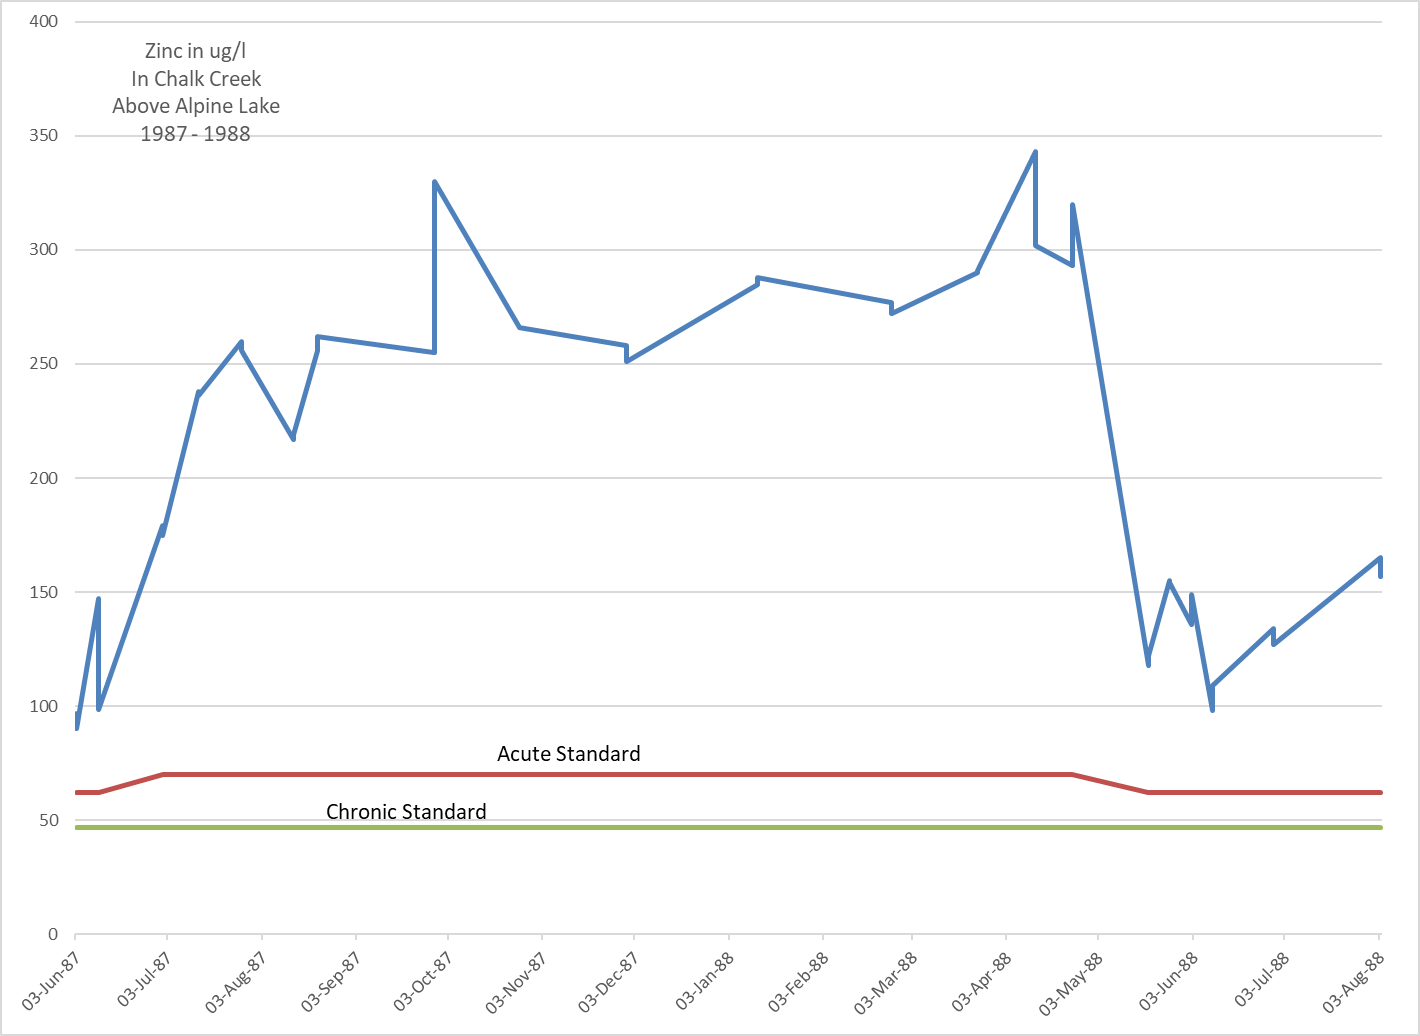 400
Zinc in ug/l
In Chalk Creek
Above Alpine Lake
1987 - 1988
350
300
250
200
150
100
Acute Standard
Chronic Standard
50
0
03-Jun-87
03-Jul-87
03-Aug-87
03-Sep-87
03-Oct-87
03-Nov-87
03-Dec-87
03-Jan-88
03-Feb-88
03-Mar-88
03-Apr-88
03-May-88
03-Jun-88
03-Jul-88
03-Aug-88